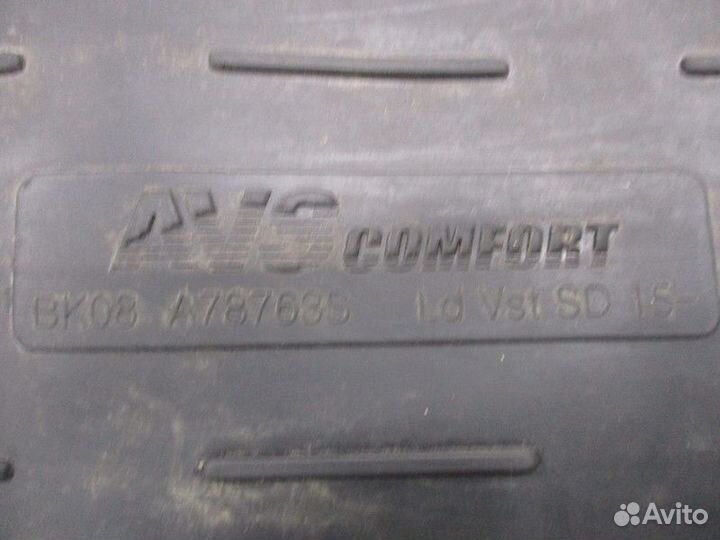 AVS COMFORT
BK08 A78763S Ld Vst SD 15-
Avito